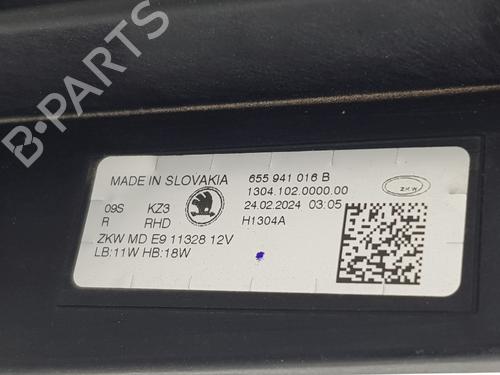 B-PARTS
MADE IN SLOVAKIA 655 941 016 B
1304.102.0000.00
09S KZ3 24.02.2024 03:05
R RHD H1304A
ZKW MD E9 11328 12V
LB:11W HB:18W
ZKW